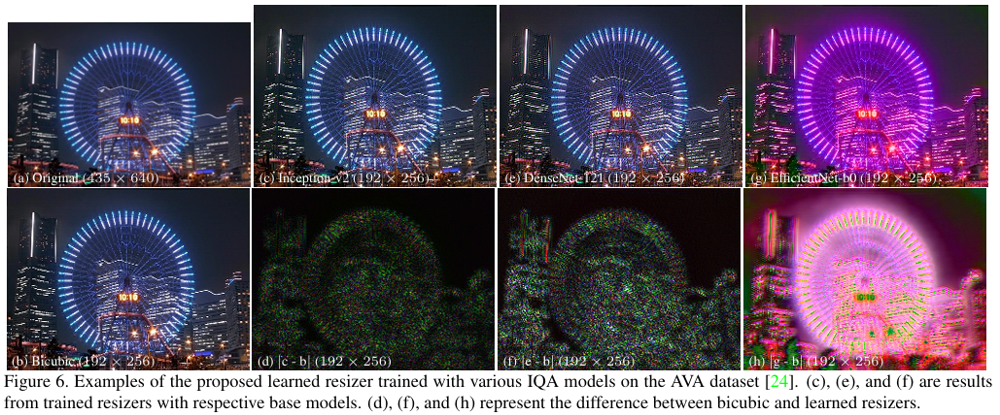 (a) Original (435 × 640)
(c) Inception-v2 (192 × 256)
(e) DenseNet-121 (192 × 256)
(g) EfficientNet-b0 (192 × 256)
10:16
10:16
10:16
10:16
(b) Bicubic (192 × 256)
(d) |c - b| (192 × 256)
(f) |e - b| (192 × 256)
(h) |g - b| (192 × 256)
10:16
Figure 6. Examples of the proposed learned resizer trained with various IQA models on the AVA dataset [24]. (c), (e), and (f) are results
from trained resizers with respective base models. (d), (f), and (h) represent the difference between bicubic and learned resizers.